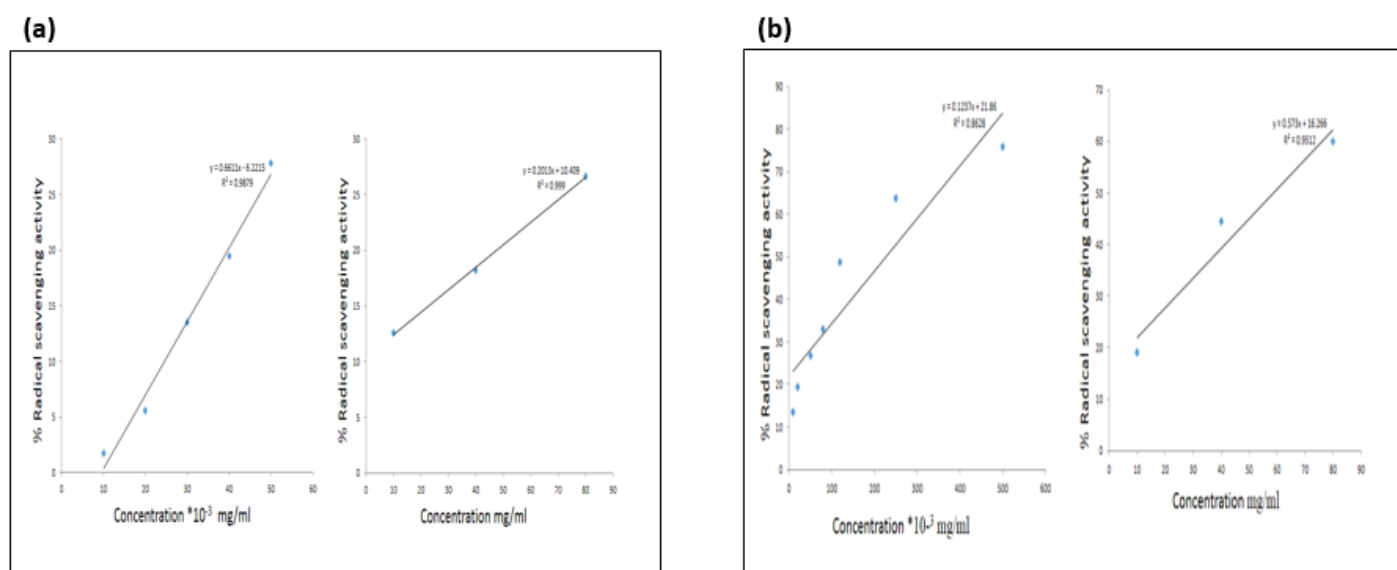 (a)
(b)
% Radical scavenging activity
30
25
20
15
10
5
0
y = 0.6611x – 6.2215
R² = 0.9879
0 10 20 30 40 50 60
Concentration *10⁻³ mg/ml
% Radical scavenging activity
30
25
20
15
10
5
0
y = 0.2013x + 10.409
R² = 0.999
0 10 20 30 40 50 60 70 80 90
Concentration mg/ml
% Radical scavenging activity
90
80
70
60
50
40
30
20
10
0
y = 0.1237x + 21.86
R² = 0.8628
0 100 200 300 400 500 600
Concentration *10-³ mg/ml
% Radical scavenging activity
70
60
50
40
30
20
10
0
y = 0.573x + 16.266
R² = 0.9512
0 10 20 30 40 50 60 70 80 90
Concentration mg/ml